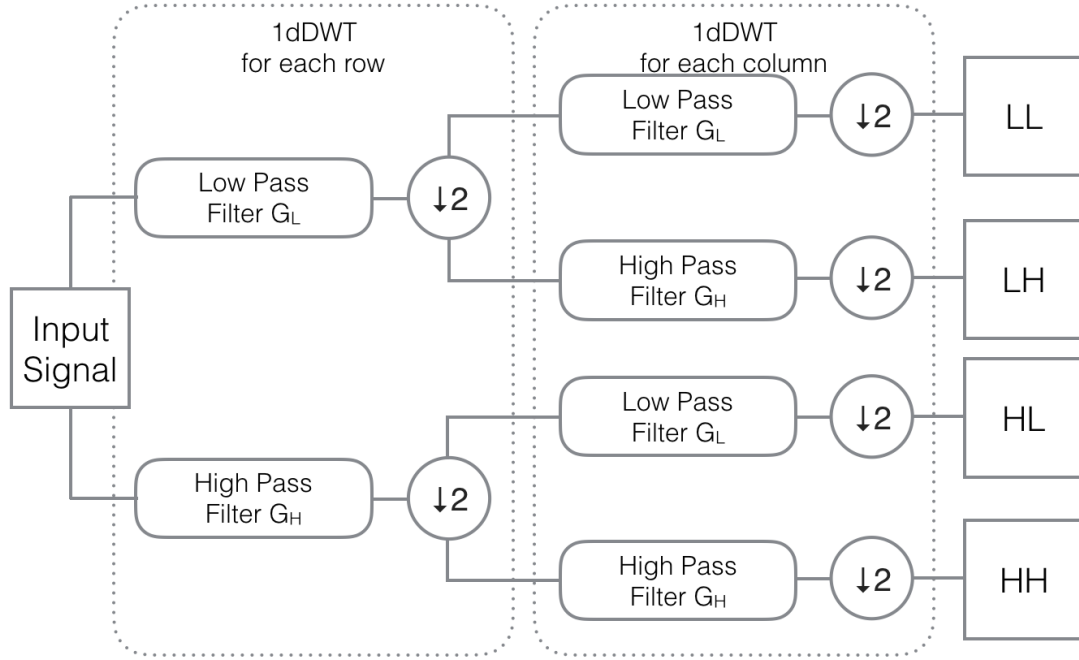 1dDWT
for each row
1dDWT
for each column
Input
Signal
Low Pass
Filter GL
↓2
High Pass
Filter GH
↓2
Low Pass
Filter GL
↓2
LL
High Pass
Filter GH
↓2
LH
Low Pass
Filter GL
↓2
HL
High Pass
Filter GH
↓2
HH